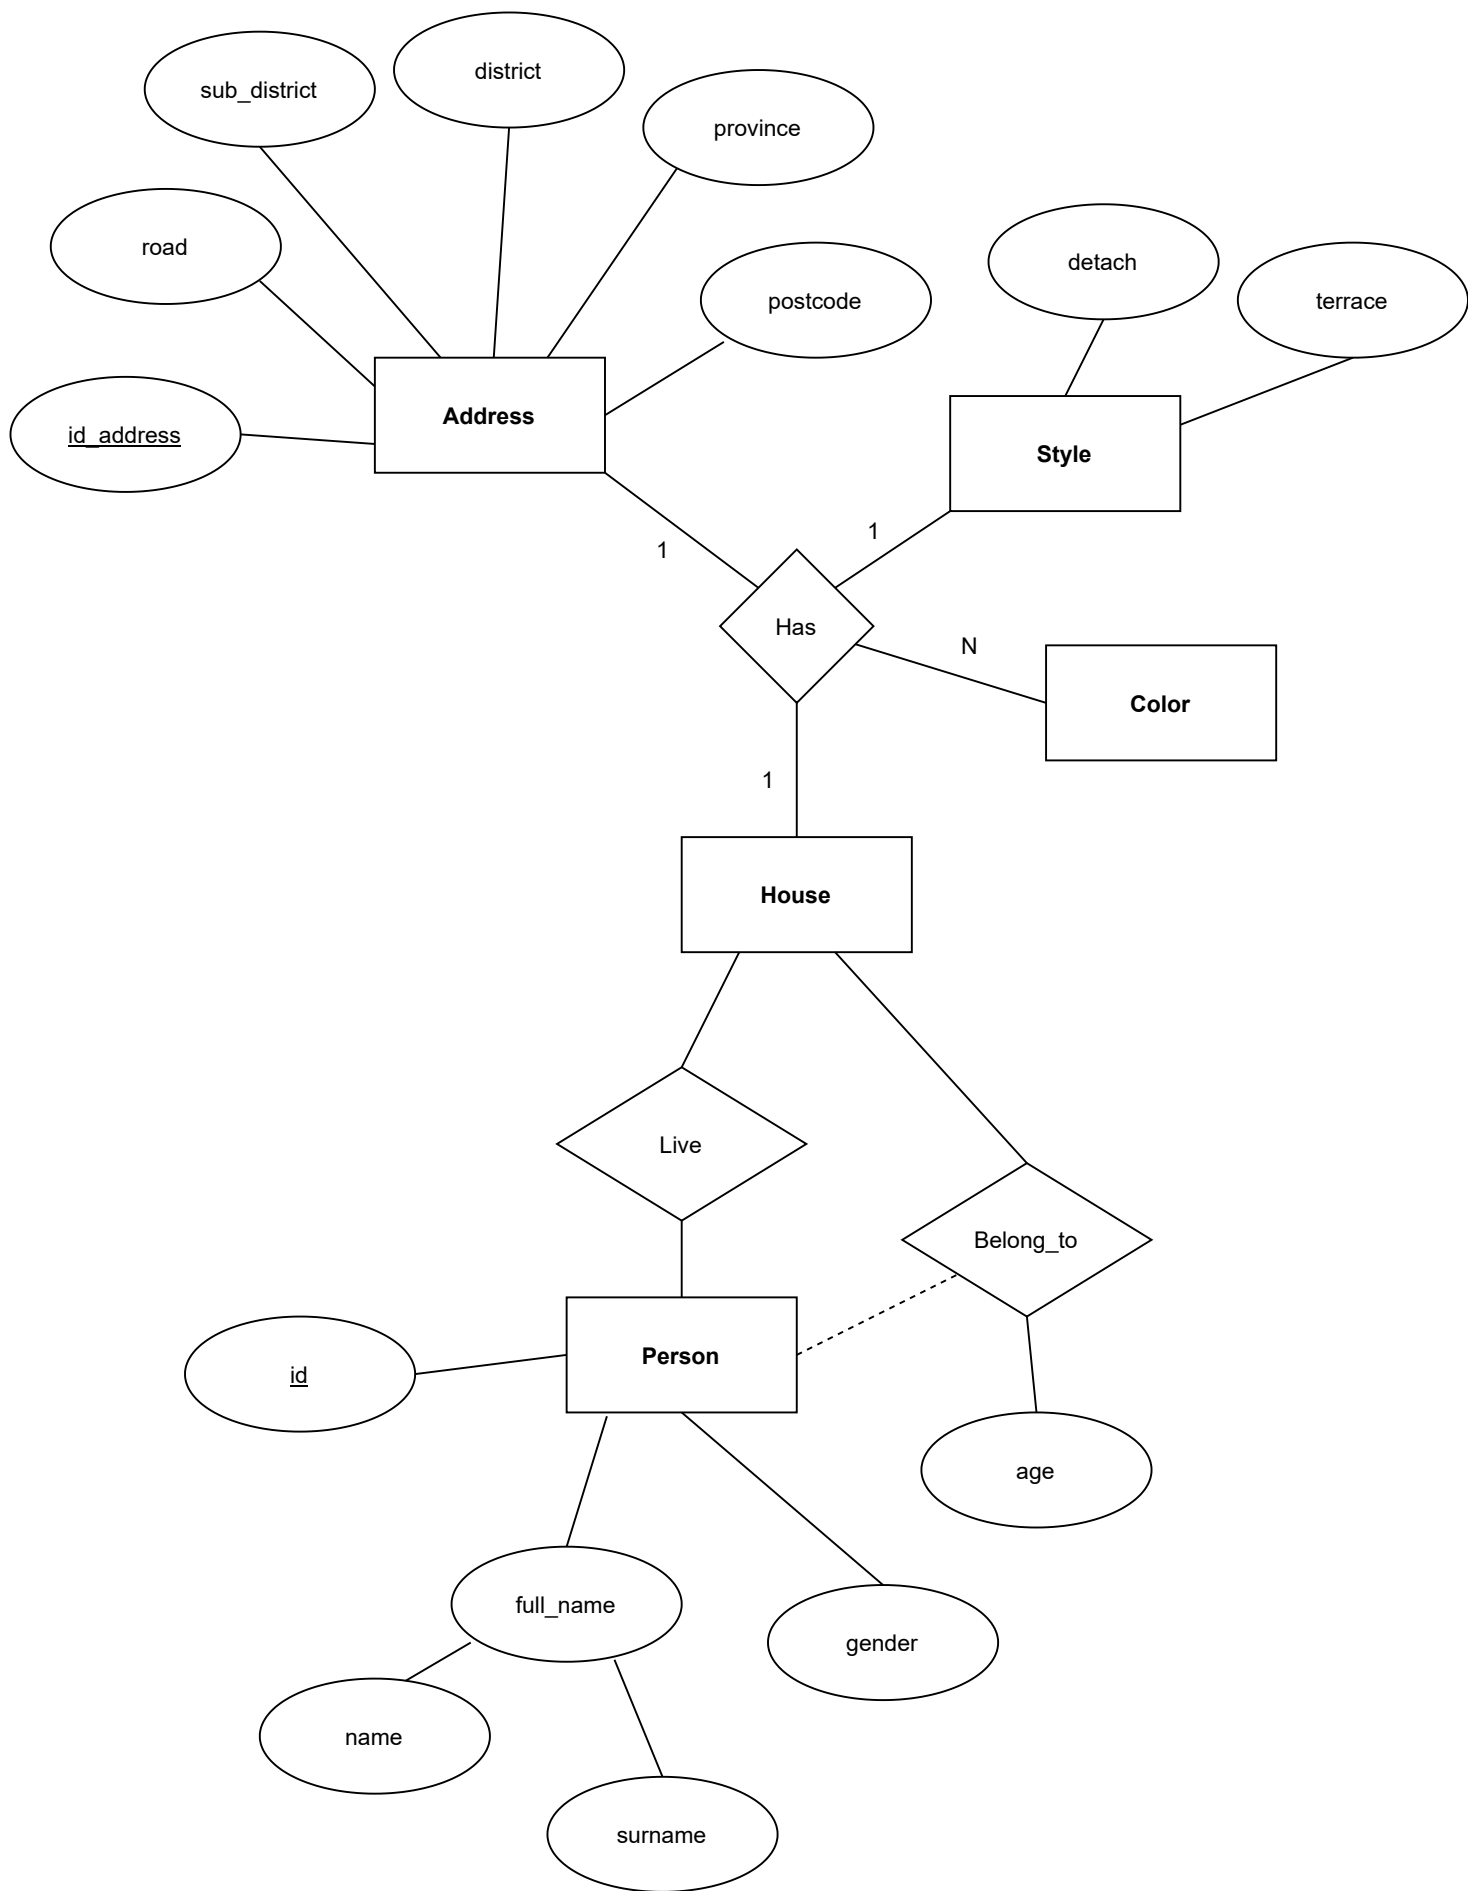 district
sub_district
province
road
detach
postcode
terrace
Address
id_address
Style
1
1
Has
N
Color
1
House
Live
Belong_to
Person
id
age
full_name
gender
name
surname